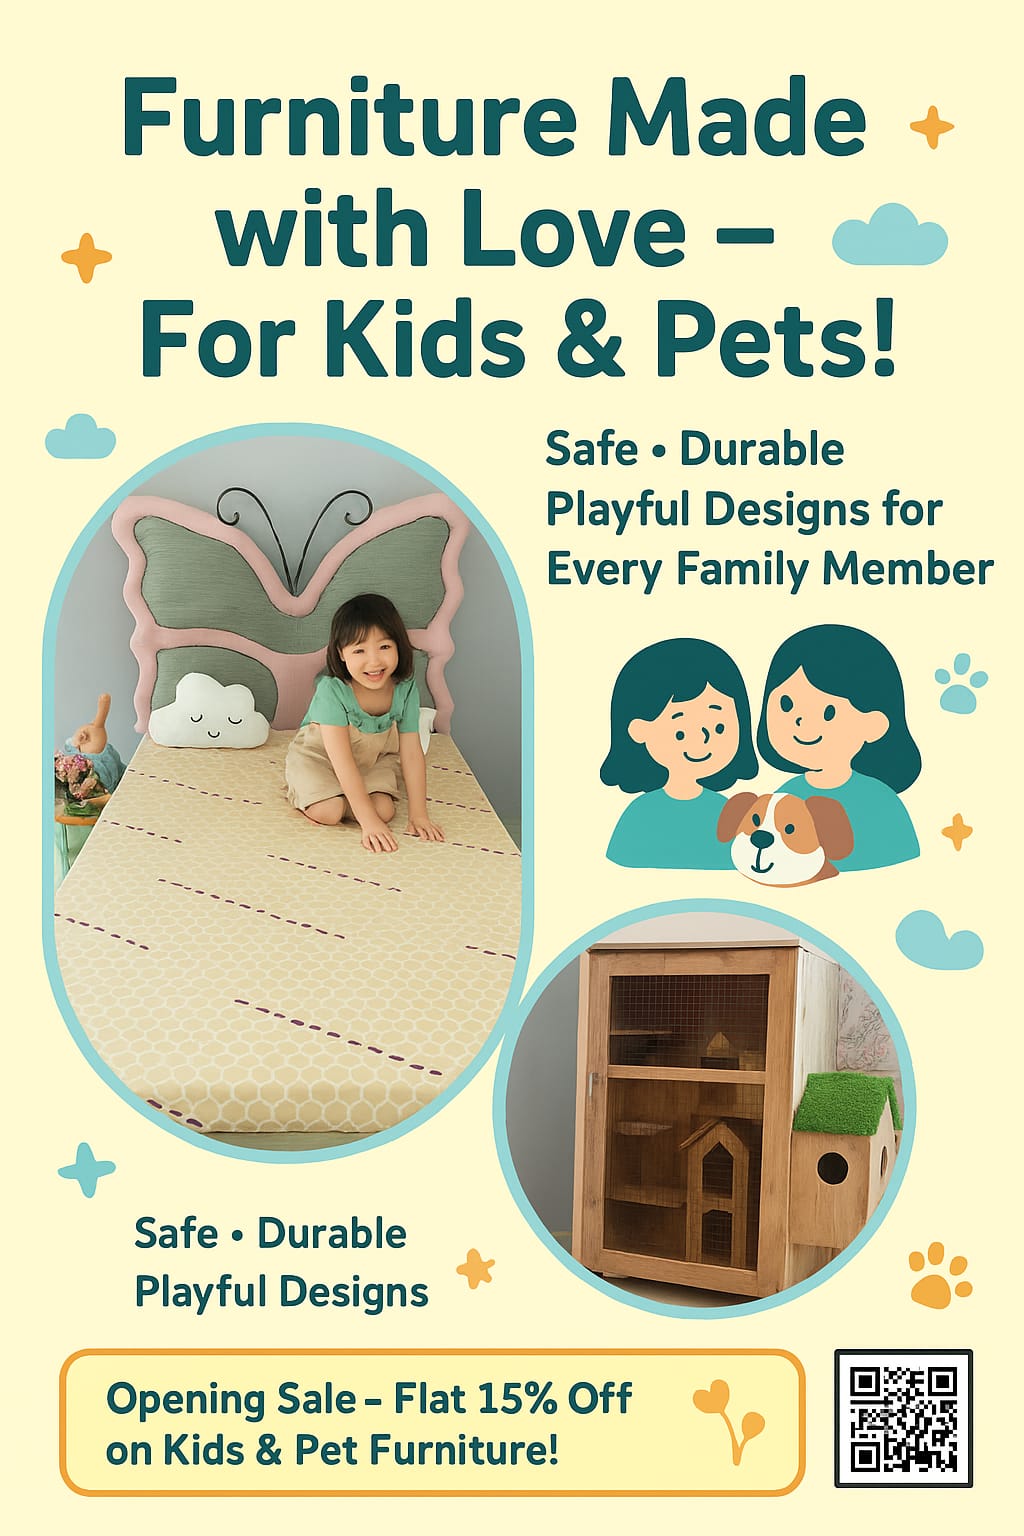 Furniture Made
with Love –
For Kids & Pets!
Safe • Durable
Playful Designs for
Every Family Member
Safe • Durable
Playful Designs
Opening Sale – Flat 15% Off
on Kids & Pet Furniture!